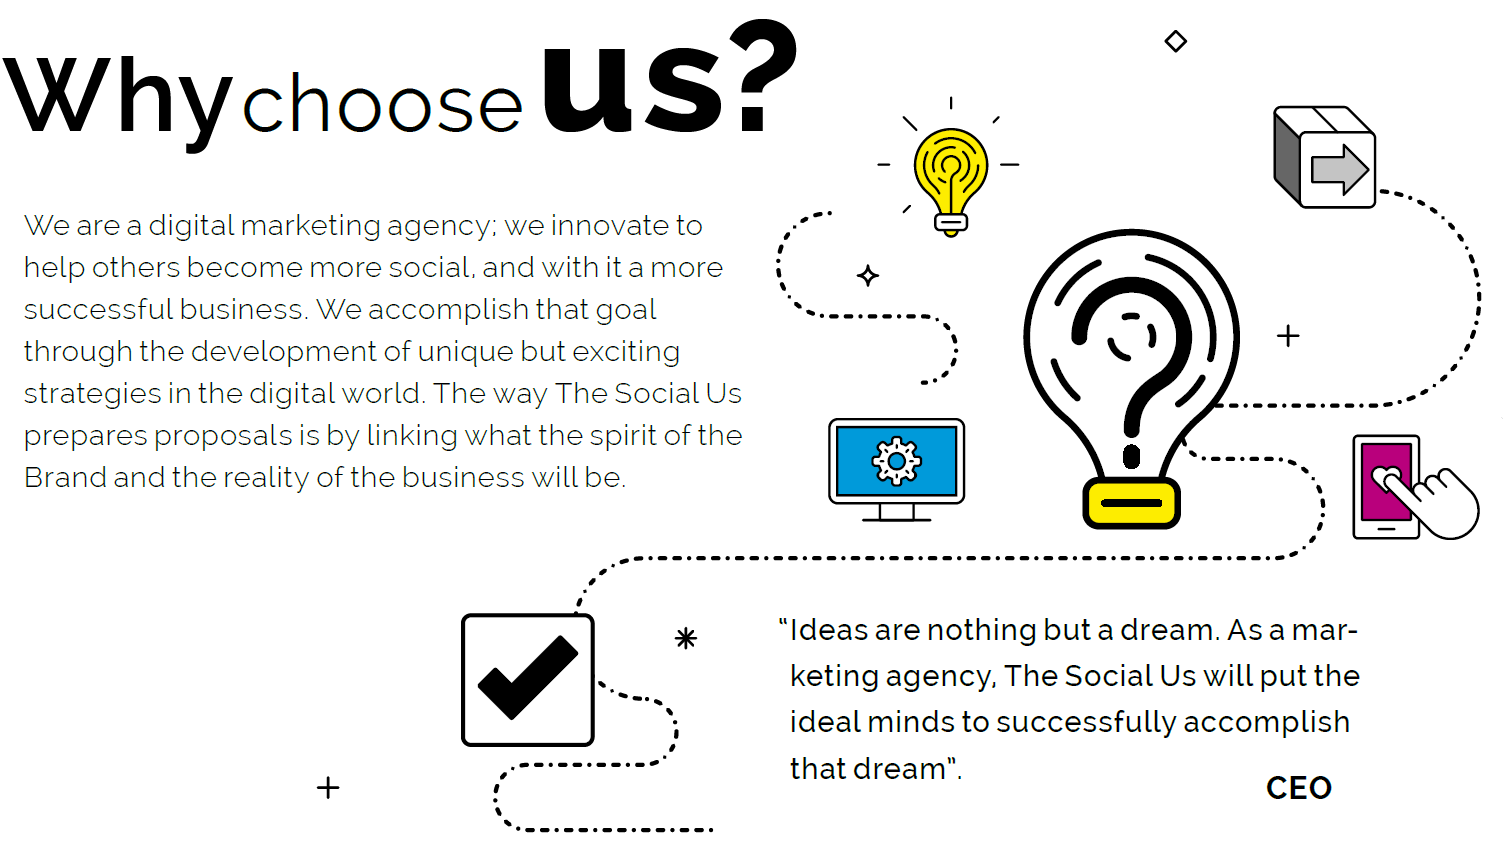 Why choose us?
We are a digital marketing agency; we innovate to
help others become more social, and with it a more
successful business. We accomplish that goal
through the development of unique but exciting
strategies in the digital world. The way The Social Us
prepares proposals is by linking what the spirit of the
Brand and the reality of the business will be.
“Ideas are nothing but a dream. As a mar-
keting agency, The Social Us will put the
ideal minds to successfully accomplish
that dream”.
CEO